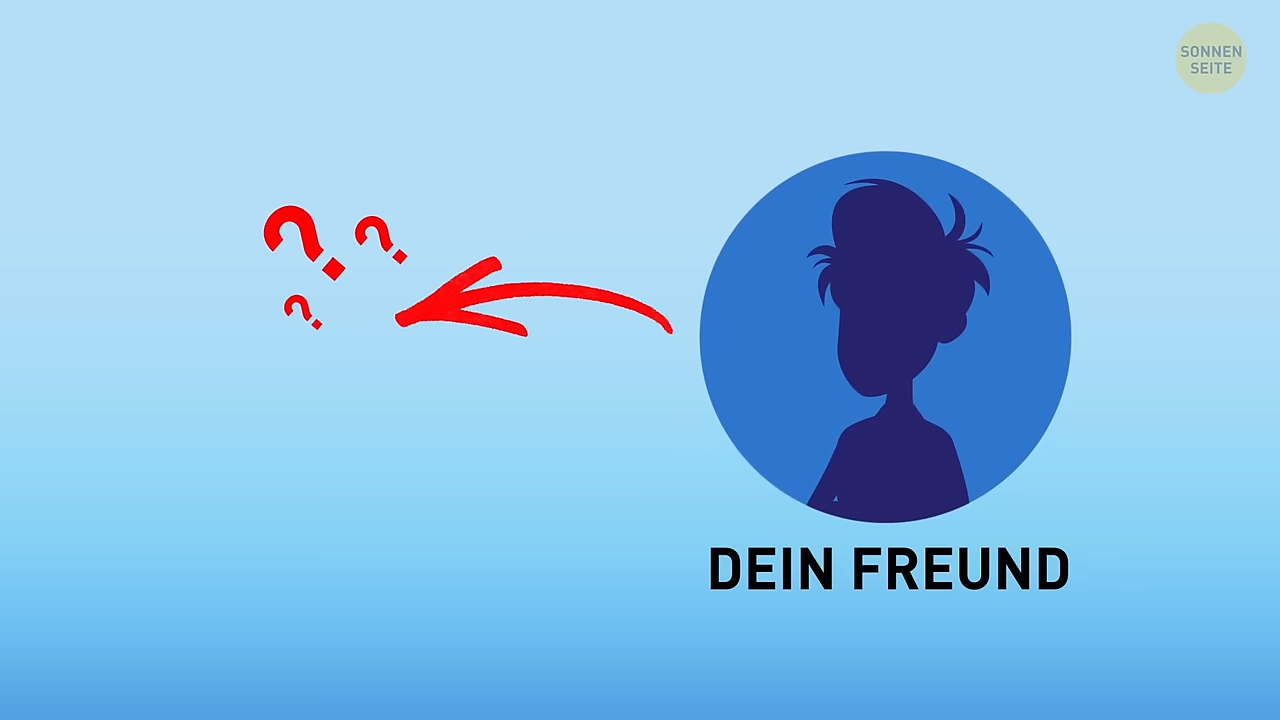 SONNEN
SEITE
? ?
?
DEIN FREUND